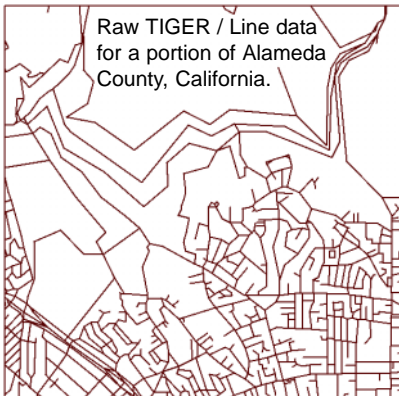 Raw TIGER / Line data
for a portion of Alameda
County, California.